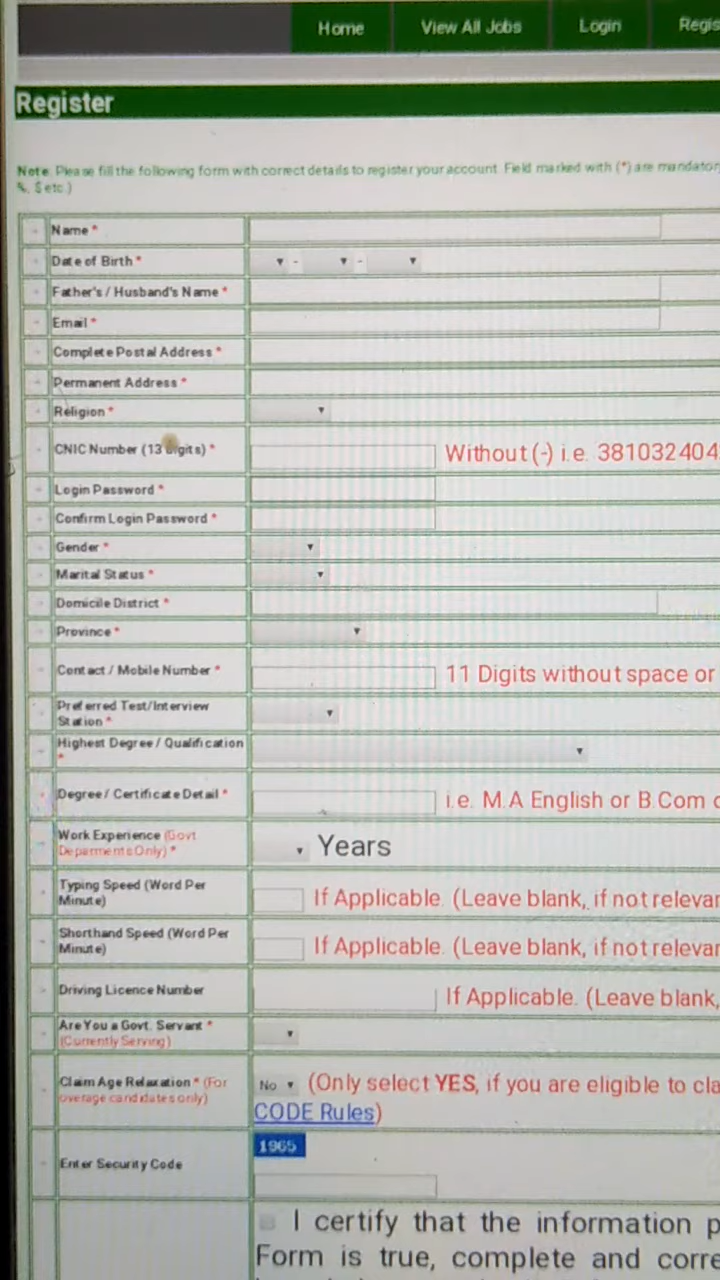 Home View All Jobs Login Regis
Register
Note. Please fill the following form with correct details to register your account. Field marked with (*) are mandatory
%, $ etc.)
Name *
Date of Birth * - -
Father's / Husband's Name *
Email *
Complete Postal Address *
Permanent Address *
Religion *
CNIC Number (13 digits) * Without (-) i.e. 381032404
Login Password *
Confirm Login Password *
Gender *
Marital Status *
Domicile District *
Province *
Contact / Mobile Number * 11 Digits without space or
Preferred Test/Interview
Station *
Highest Degree / Qualification
*
Degree / Certificate Detail * i.e. M.A English or B.Com o
Work Experience (Govt
Deparments Only) * Years
Typing Speed (Word Per
Minute) If Applicable. (Leave blank, if not relevan
Shorthand Speed (Word Per
Minute) If Applicable. (Leave blank, if not relevan
Driving Licence Number If Applicable. (Leave blank,
Are You a Govt. Servant *
(Currently Serving)
Claim Age Relaxation * (For
overage candidates only) No (Only select YES, if you are eligible to cla
CODE Rules)
1965
Enter Security Code
I certify that the information p
Form is true, complete and corre